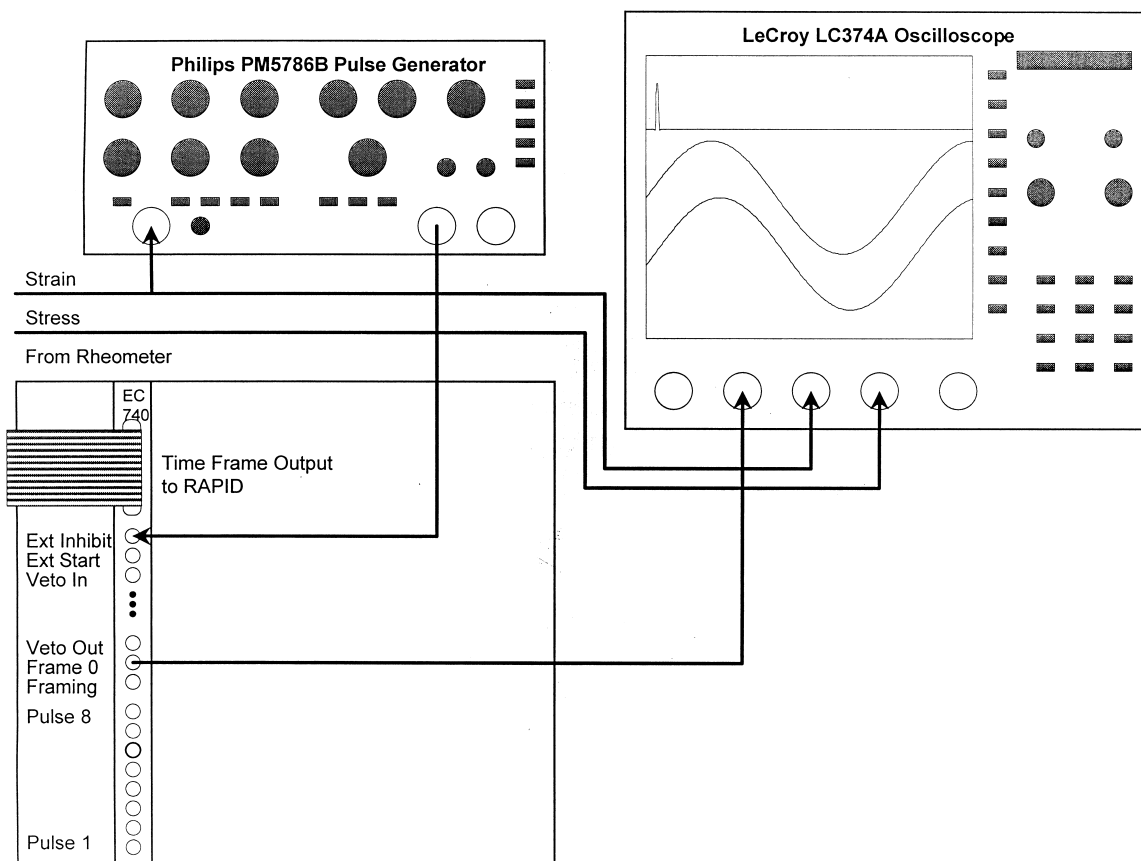 LeCroy LC374A Oscilloscope
Philips PM5786B Pulse Generator
Strain
Stress
From Rheometer
EC
740
Time Frame Output
to RAPID
Ext Inhibit
Ext Start
Veto In
Veto Out
Frame 0
Framing
Pulse 8
Pulse 1